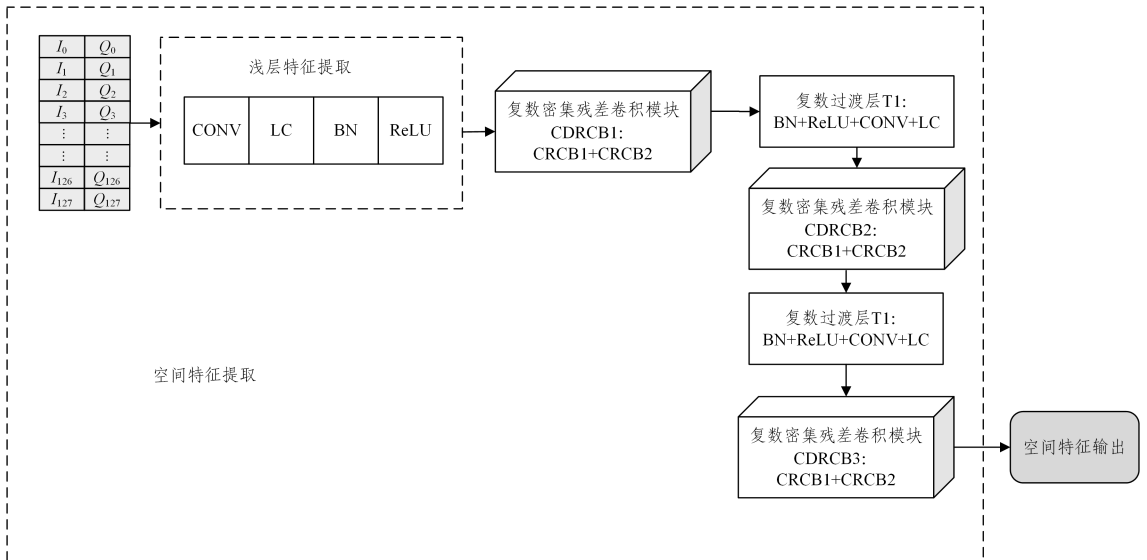 I0 Q0
I1 Q1
I2 Q2
I3 Q3
⋮ ⋮
⋮ ⋮
I126 Q126
I127 Q127
浅层特征提取
CONV LC BN ReLU
复数密集残差卷积模块
CDRCB1:
CRCB1+CRCB2
复数过渡层T1:
BN+ReLU+CONV+LC
复数密集残差卷积模块
CDRCB2:
CRCB1+CRCB2
复数过渡层T1:
BN+ReLU+CONV+LC
复数密集残差卷积模块
CDRCB3:
CRCB1+CRCB2
空间特征提取
空间特征输出